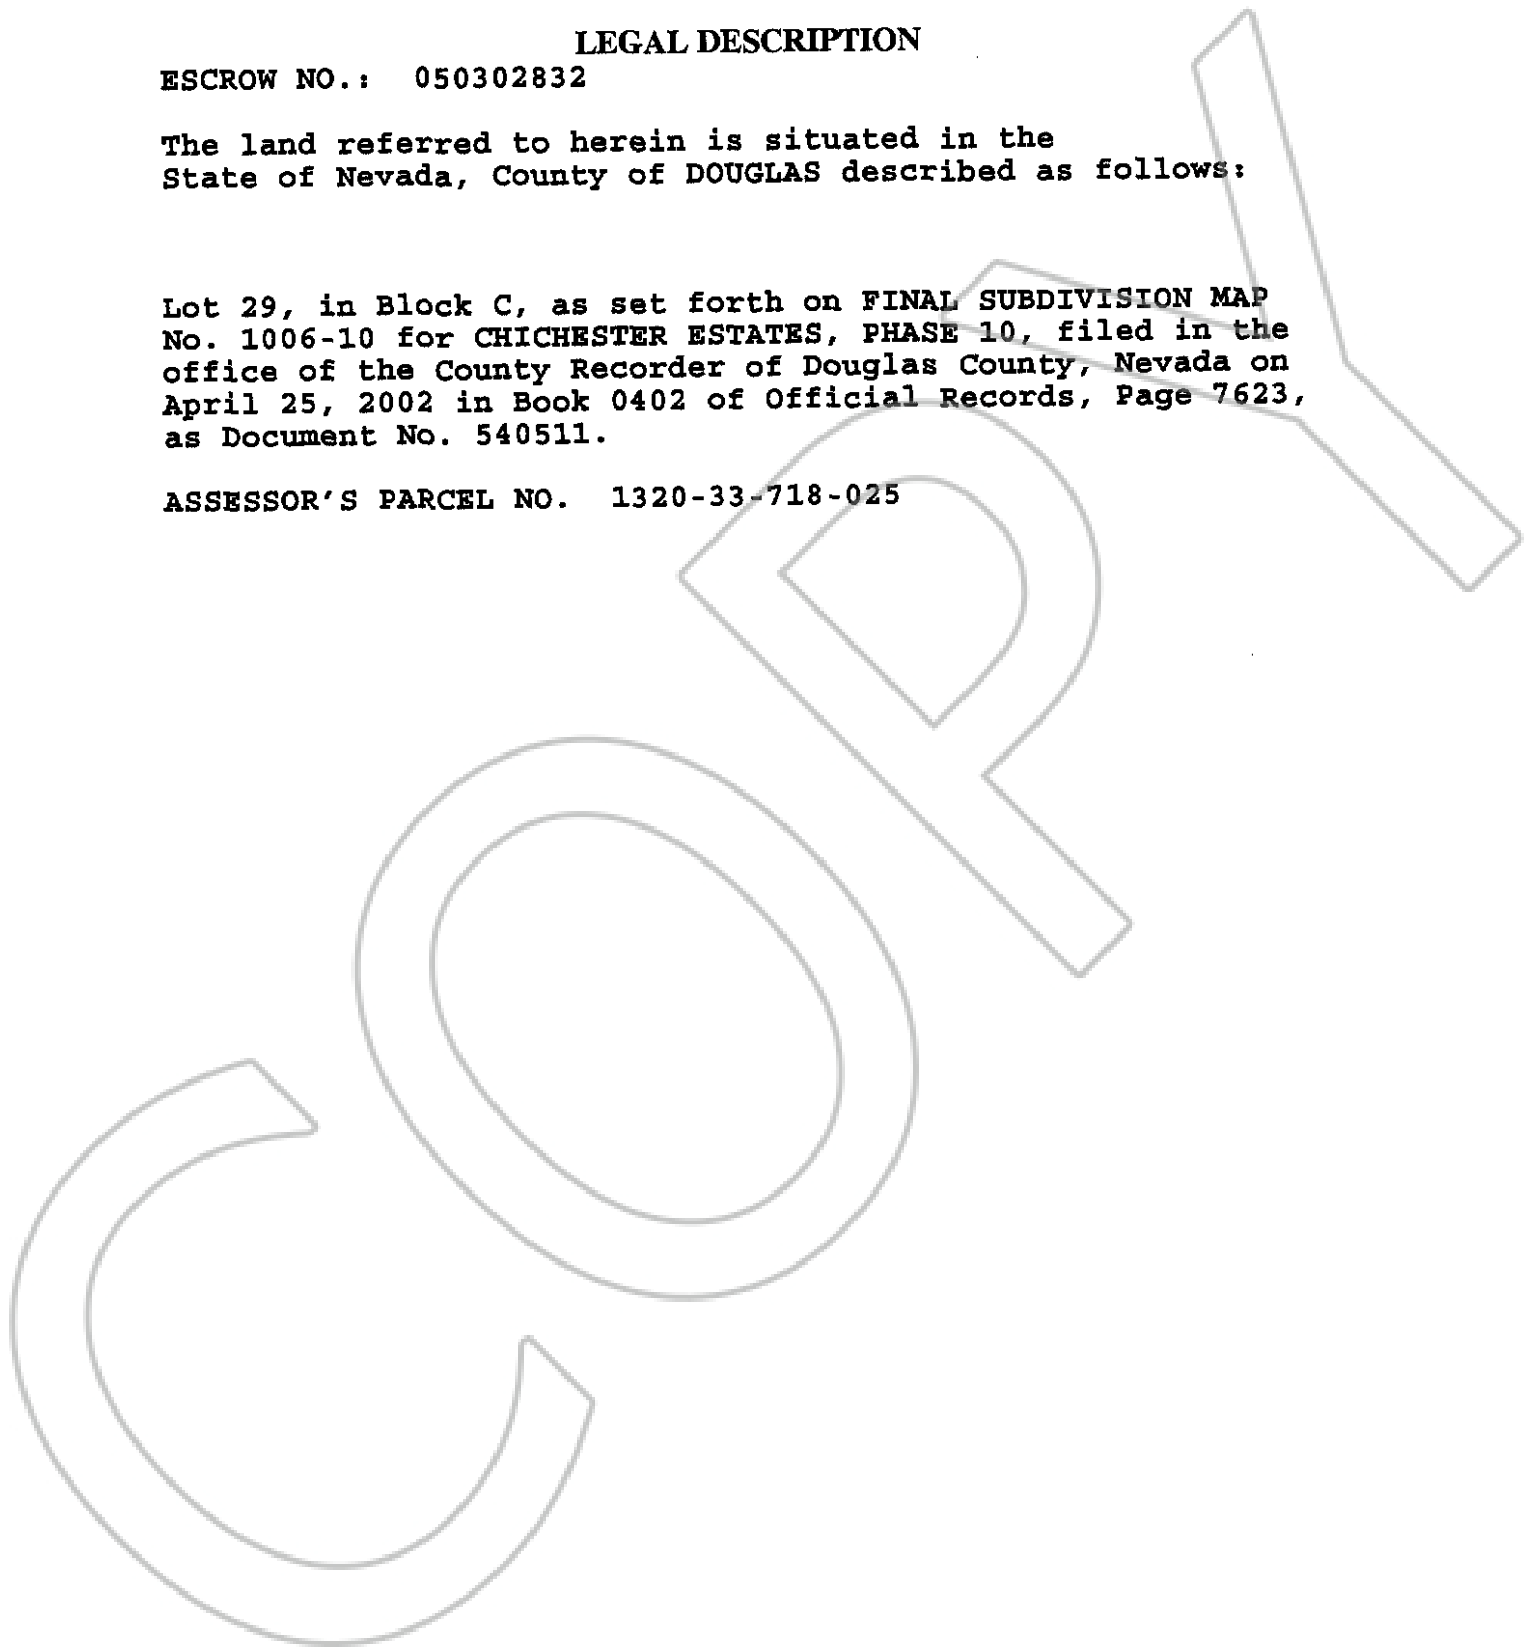 LEGAL DESCRIPTION
ESCROW NO.: 050302832
The land referred to herein is situated in the
State of Nevada, County of DOUGLAS described as follows:
Lot 29, in Block C, as set forth on FINAL SUBDIVISION MAP
No. 1006-10 for CHICHESTER ESTATES, PHASE 10, filed in the
office of the County Recorder of Douglas County, Nevada on
April 25, 2002 in Book 0402 of Official Records, Page 7623,
as Document No. 540511.
ASSESSOR'S PARCEL NO. 1320-33-718-025
COPY